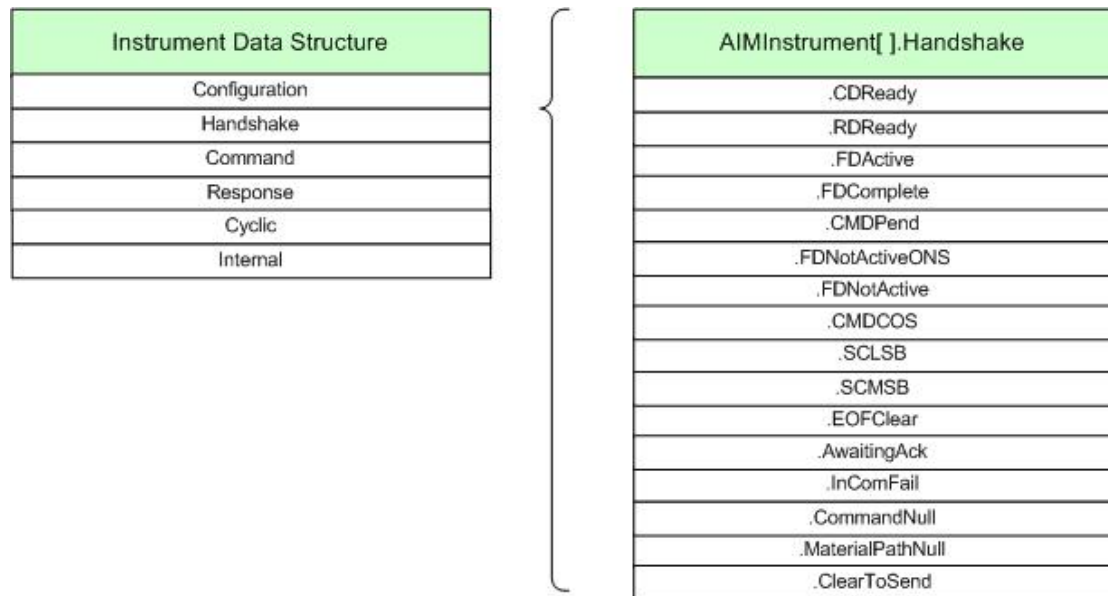 Instrument Data Structure
Configuration
Handshake
Command
Response
Cyclic
Internal
AIMInstrument[ ].Handshake
.CDReady
.RDReady
.FDActive
.FDComplete
.CMDPend
.FDNotActiveONS
.FDNotActive
.CMDCOS
.SCLSB
.SCMSB
.EOFClear
.AwaitingAck
.InComFail
.CommandNull
.MaterialPathNull
.ClearToSend